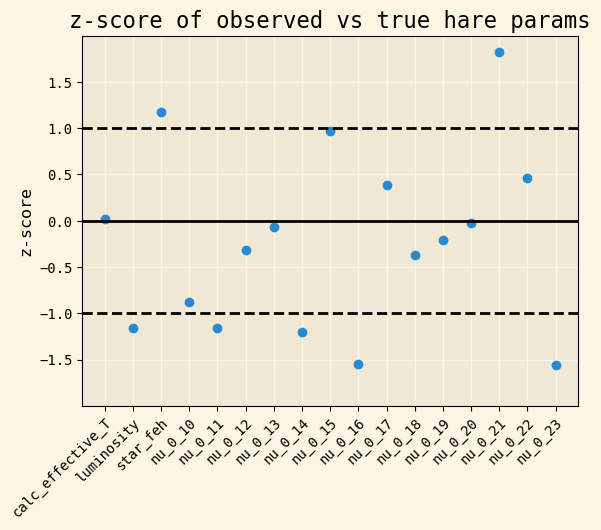 z-score of observed vs true hare params
z-score
1.5
1.0
0.5
0.0
−0.5
−1.0
−1.5
calc_effective_T
luminosity
star_feh
nu_0_10
nu_0_11
nu_0_12
nu_0_13
nu_0_14
nu_0_15
nu_0_16
nu_0_17
nu_0_18
nu_0_19
nu_0_20
nu_0_21
nu_0_22
nu_0_23